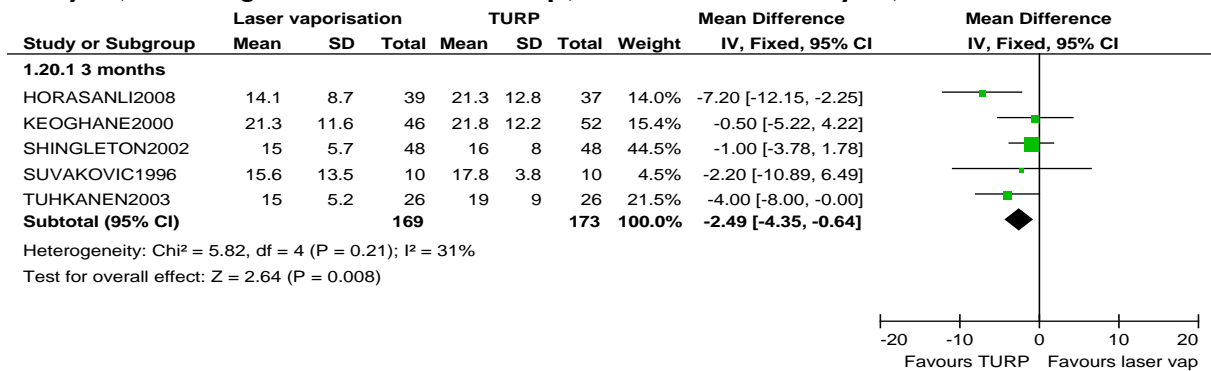 Laser vaporisation TURP Mean Difference Mean Difference
Study or Subgroup Mean SD Total Mean SD Total Weight IV, Fixed, 95% CI IV, Fixed, 95% CI
1.20.1 3 months
HORASANLI2008 14.1 8.7 39 21.3 12.8 37 14.0% -7.20 [-12.15, -2.25]
KEOGHANE2000 21.3 11.6 46 21.8 12.2 52 15.4% -0.50 [-5.22, 4.22]
SHINGLETON2002 15 5.7 48 16 8 48 44.5% -1.00 [-3.78, 1.78]
SUVAKOVIC1996 15.6 13.5 10 17.8 3.8 10 4.5% -2.20 [-10.89, 6.49]
TUHKANEN2003 15 5.2 26 19 9 26 21.5% -4.00 [-8.00, -0.00]
Subtotal (95% CI) 169 173 100.0% -2.49 [-4.35, -0.64]
Heterogeneity: Chi² = 5.82, df = 4 (P = 0.21); I² = 31%
Test for overall effect: Z = 2.64 (P = 0.008)
-20 -10 0 10 20
Favours TURP Favours laser vap